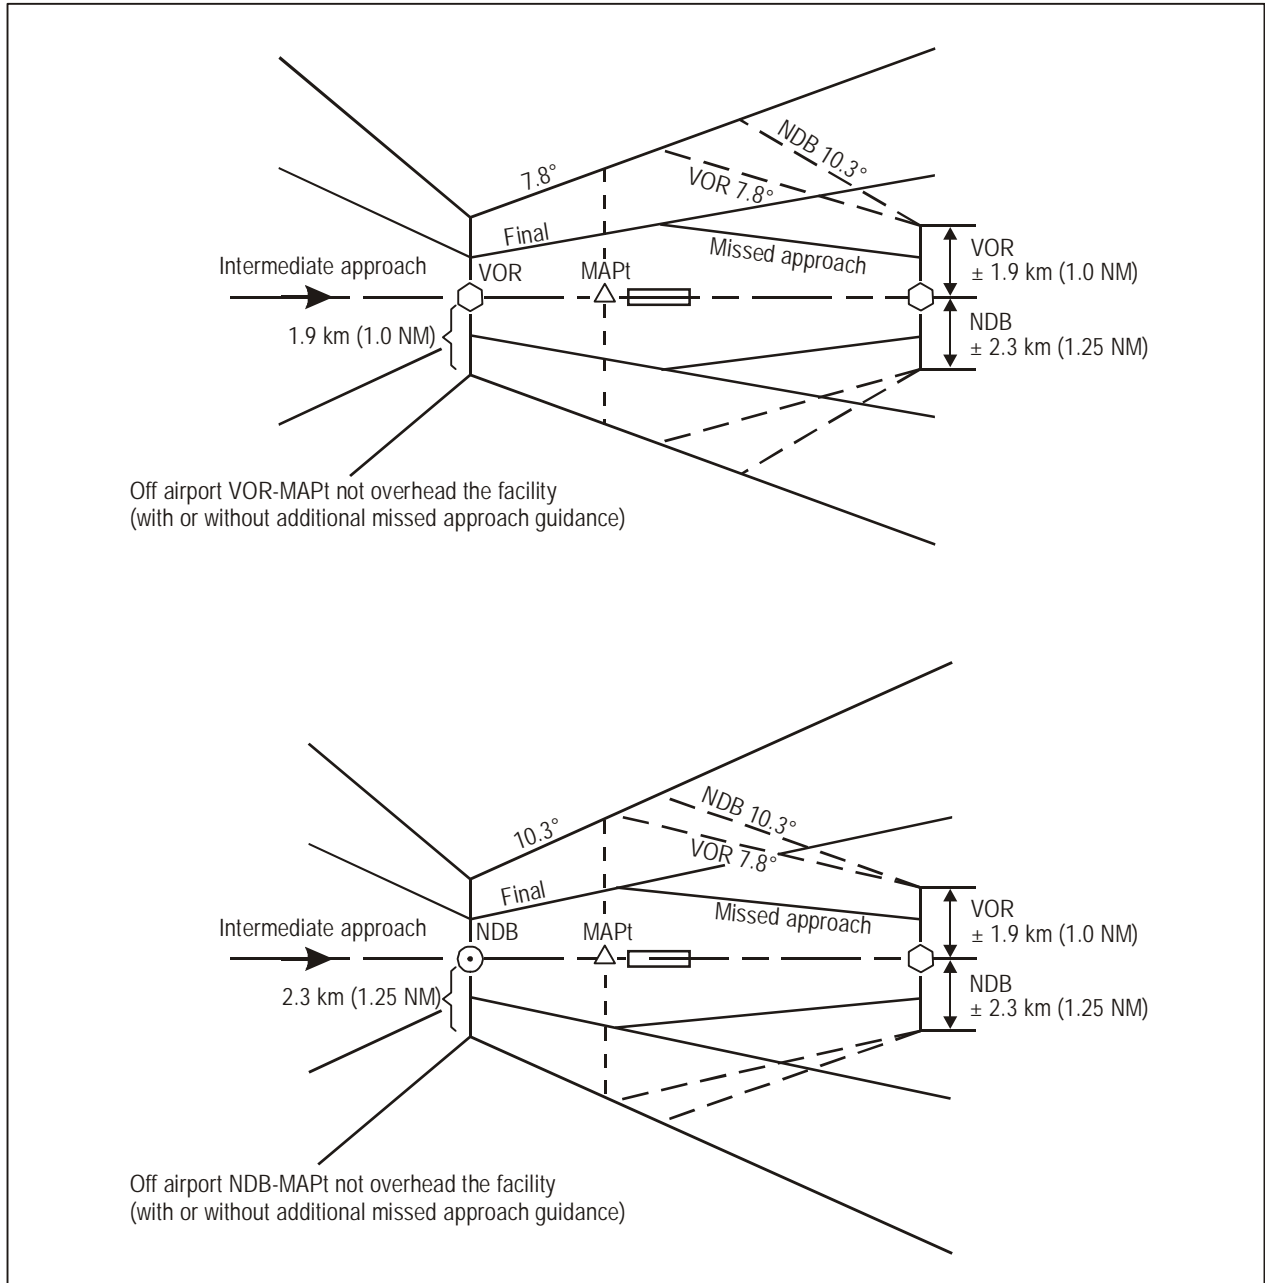 NDB 10.3°
7.8°
VOR 7.8°
Final
Missed approach
VOR
± 1.9 km (1.0 NM)
Intermediate approach
VOR
MAPt
NDB
± 2.3 km (1.25 NM)
1.9 km (1.0 NM)
Off airport VOR-MAPt not overhead the facility
(with or without additional missed approach guidance)
NDB 10.3°
10.3°
VOR 7.8°
Final
Missed approach
VOR
± 1.9 km (1.0 NM)
Intermediate approach
NDB
MAPt
NDB
± 2.3 km (1.25 NM)
2.3 km (1.25 NM)
Off airport NDB-MAPt not overhead the facility
(with or without additional missed approach guidance)